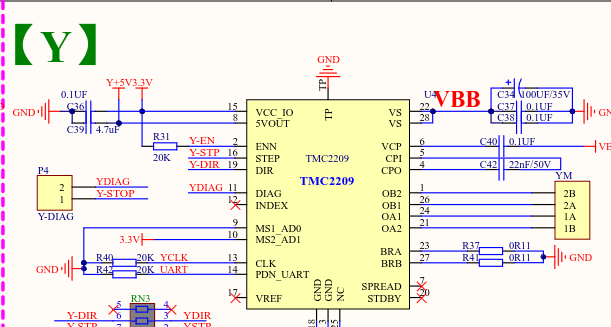 【Y】
GND
TP
U4
VBB
Y+5V3.3V
0.1UF
C36
GND
C39
4.7uF
15
VCC_IO
8
5VOUT
TP
VS
22
VS
28
C34
100UF/35V
C37
0.1UF
C38
0.1UF
R31
20K
Y-EN
2
ENN
Y-STP
16
STEP
Y-DIR
19
DIR
TMC2209
TMC2209
VCP
6
C40
0.1UF
CPI
5
CPO
4
C42
22nF/50V
P4
2
YDIAG
1
Y-STOP
Y-DIAG
YDIAG
11
DIAG
12
INDEX
YM
OB2
1
2B
OB1
26
2A
OA1
24
1A
OA2
21
1B
9
MS1_AD0
3.3V
10
MS2_AD1
BRA
23
R37
0R11
BRB
27
R41
0R11
GND
GND
R40
20K
YCLK
13
CLK
R42
20K
UART
14
PDN_UART
17
VREF
SPREAD
7
STDBY
20
GND
GND
NC
18
3
25
RN3
5
4
Y-DIR
6
3
YDIR
Y-STP
7
YSTP